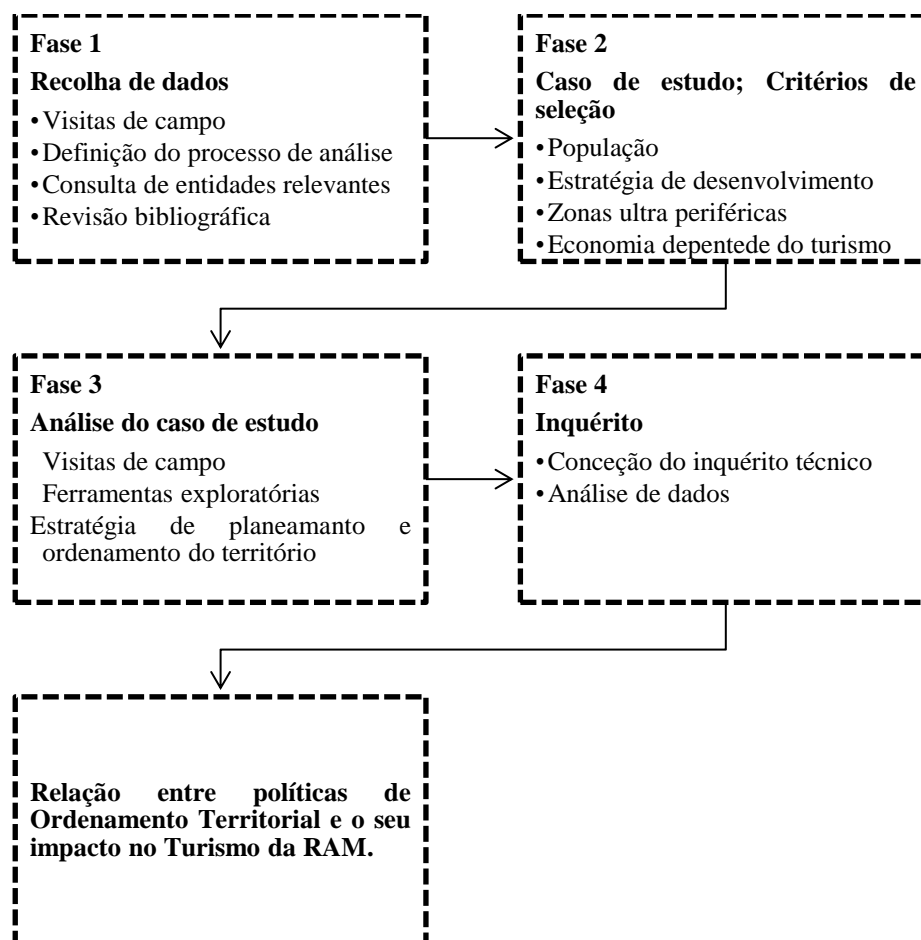 Fase 1
Recolha de dados
•Visitas de campo
•Definição do processo de análise
•Consulta de entidades relevantes
•Revisão bibliográfica
Fase 2
Caso de estudo; Critérios de
seleção
•População
•Estratégia de desenvolvimento
•Zonas ultra periféricas
•Economia depentede do turismo
Fase 3
Análise do caso de estudo
Visitas de campo
Ferramentas exploratórias
Estratégia de planeamanto e
ordenamento do território
Fase 4
Inquérito
•Conceção do inquérito técnico
•Análise de dados
Relação entre políticas de
Ordenamento Territorial e o seu
impacto no Turismo da RAM.